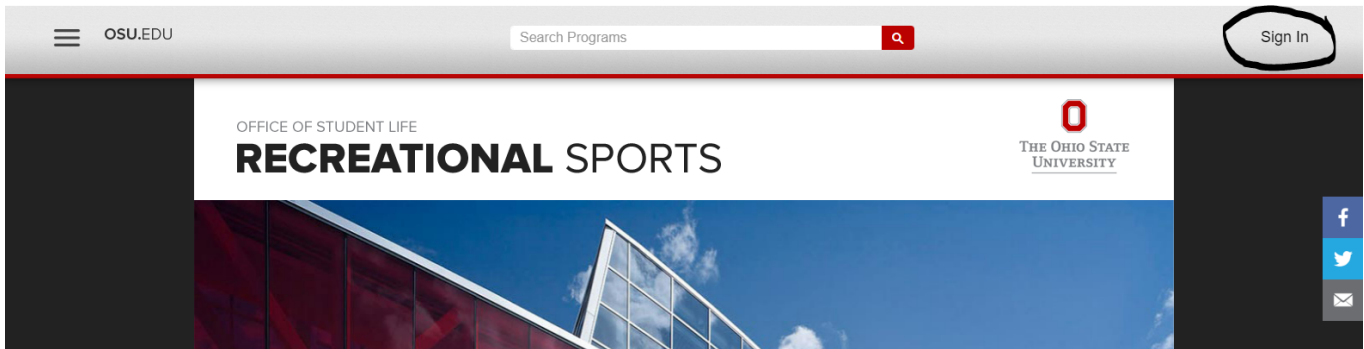 OSU.EDU
Search Programs
Sign In
OFFICE OF STUDENT LIFE
RECREATIONAL SPORTS
O
THE OHIO STATE
UNIVERSITY